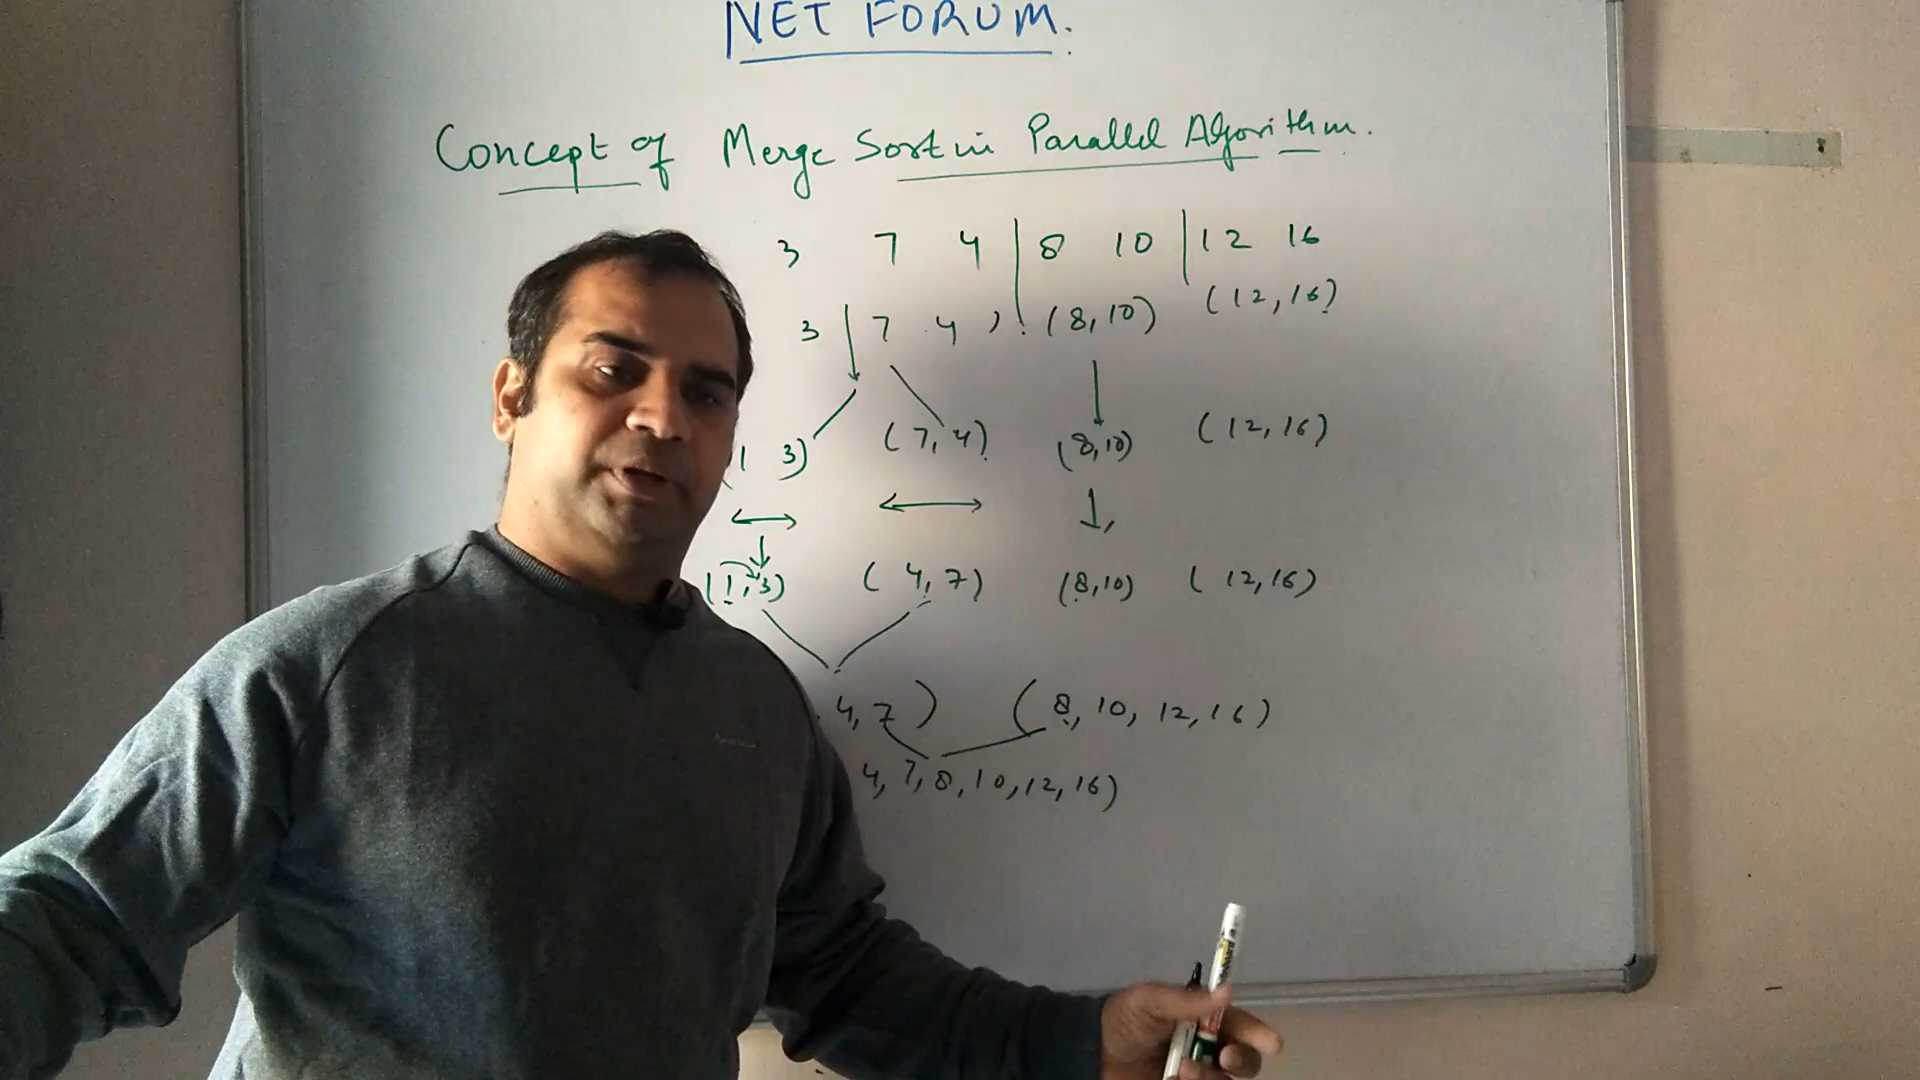 NET FORUM.
Concept of Merge Sort in Parallel Algorithm.
3 7 4 | 8 10 | 12 16
3 | 7 4 ) (8,10) (12,16)
(1 3) (7,4) (8,10) (12,16)
(1,3) (4,7) (8,10) (12,16)
4,7) (8,10,12,16)
4,7,8,10,12,16)